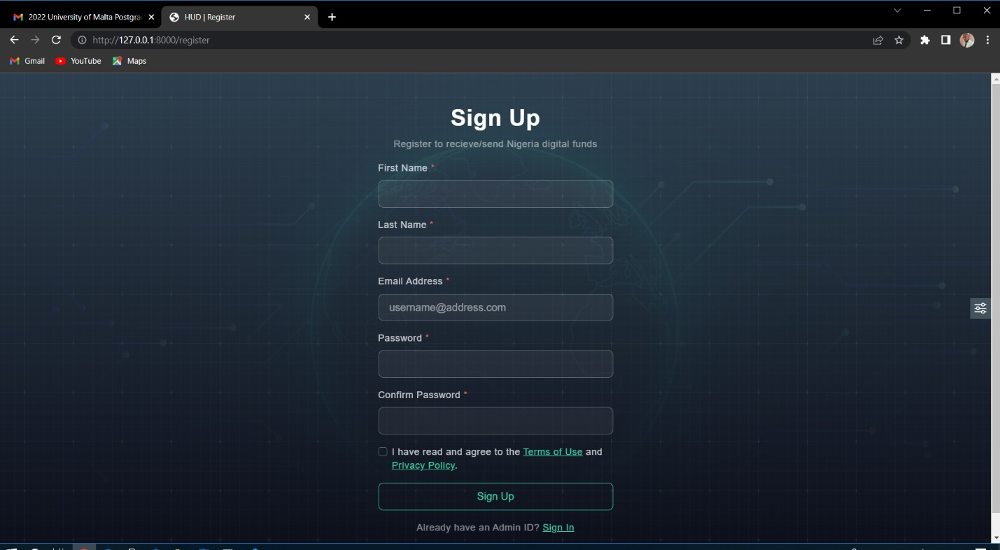 2022 University of Malta Postgra
HUD | Register
http://127.0.0.1:8000/register
Gmail
YouTube
Maps
Sign Up
Register to recieve/send Nigeria digital funds
First Name *
Last Name *
Email Address *
username@address.com
Password *
Confirm Password *
I have read and agree to the Terms of Use and
Privacy Policy.
Sign Up
Already have an Admin ID? Sign In